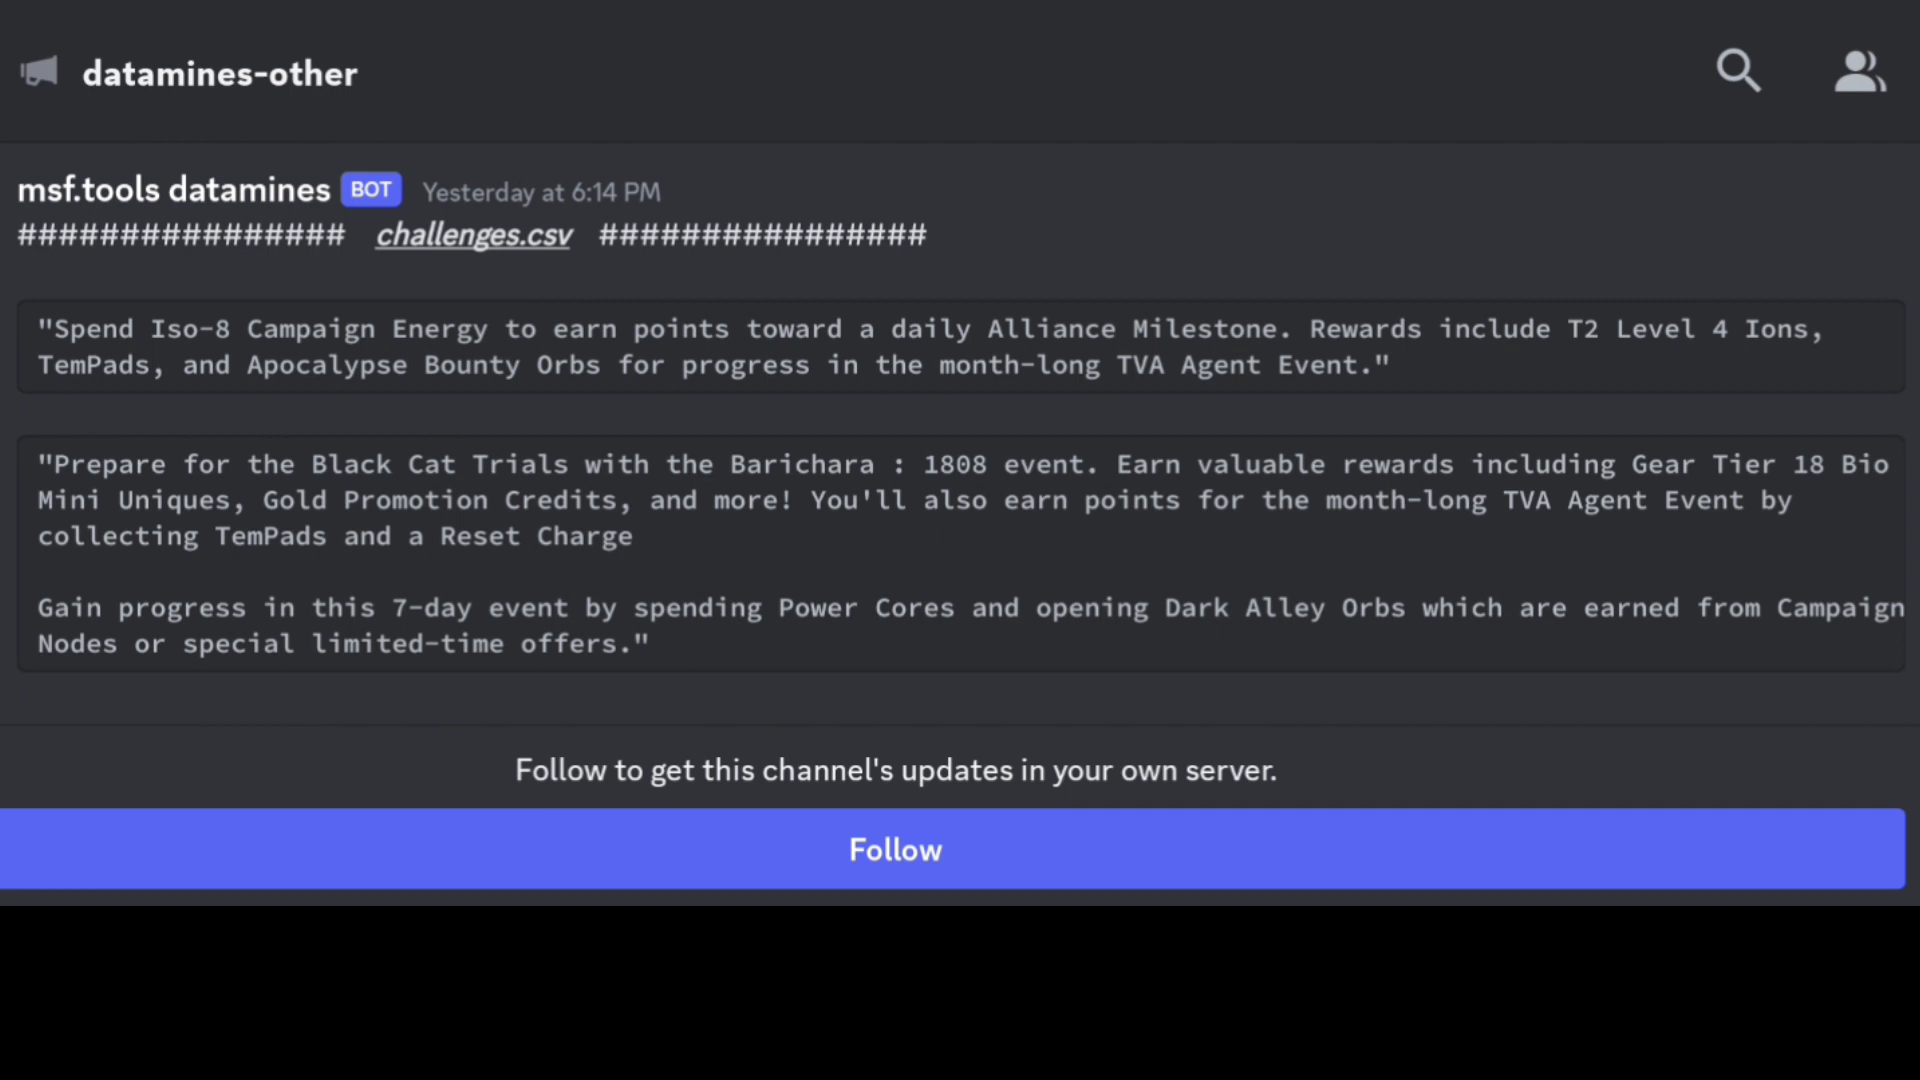 datamines-other
msf.tools datamines BOT Yesterday at 6:14 PM
################ challenges.csv ################
"Spend Iso-8 Campaign Energy to earn points toward a daily Alliance Milestone. Rewards include T2 Level 4 Ions,
TemPads, and Apocalypse Bounty Orbs for progress in the month-long TVA Agent Event."
"Prepare for the Black Cat Trials with the Barichara : 1808 event. Earn valuable rewards including Gear Tier 18 Bio
Mini Uniques, Gold Promotion Credits, and more! You'll also earn points for the month-long TVA Agent Event by
collecting TemPads and a Reset Charge
Gain progress in this 7-day event by spending Power Cores and opening Dark Alley Orbs which are earned from Campaign
Nodes or special limited-time offers."
Follow to get this channel's updates in your own server.
Follow